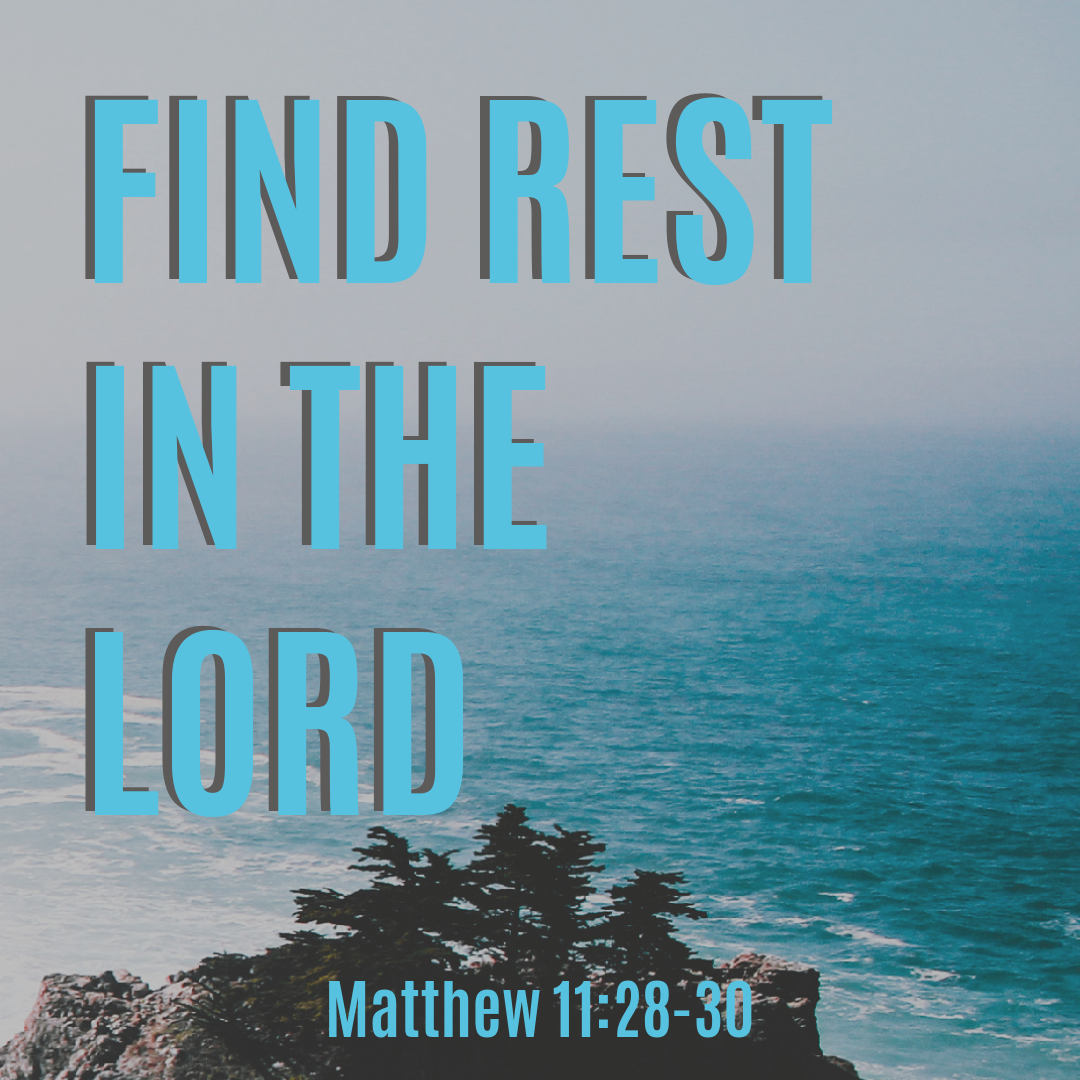 FIND REST
IN THE
LORD
Matthew 11:28-30